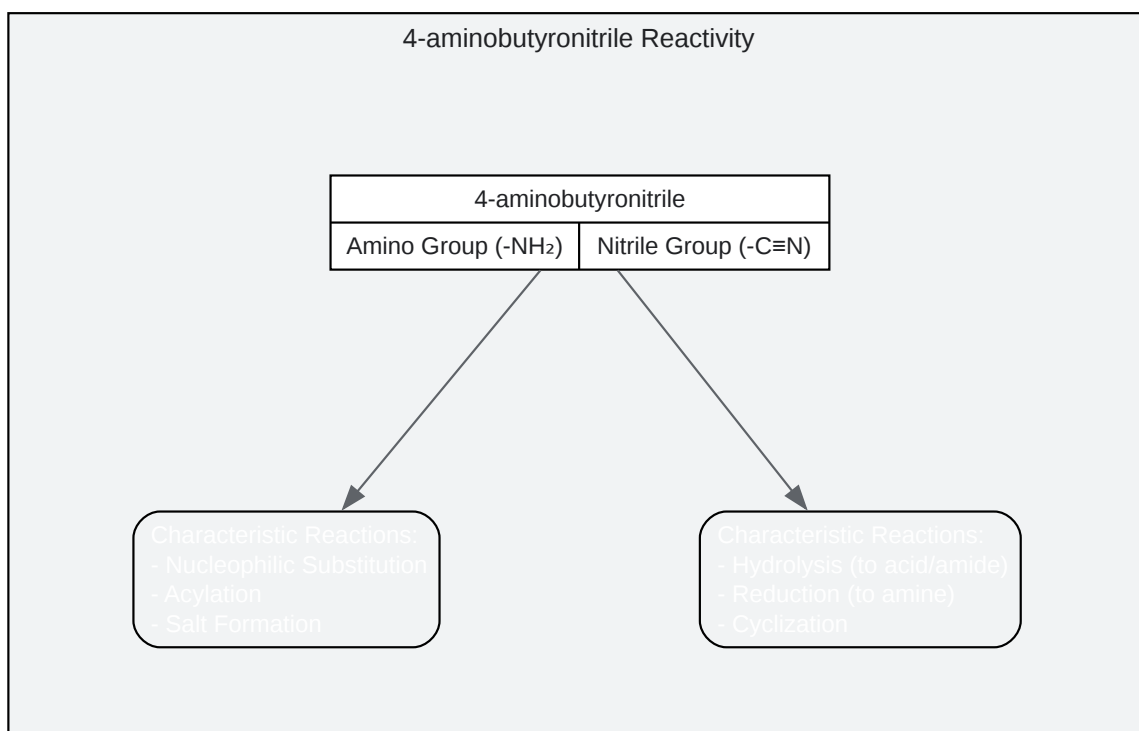 4-aminobutyronitrile Reactivity
4-aminobutyronitrile
Amino Group (-NH₂)
Nitrile Group (-C≡N)
Characteristic Reactions:
- Nucleophilic Substitution
- Acylation
- Salt Formation
Characteristic Reactions:
- Hydrolysis (to acid/amide)
- Reduction (to amine)
- Cyclization